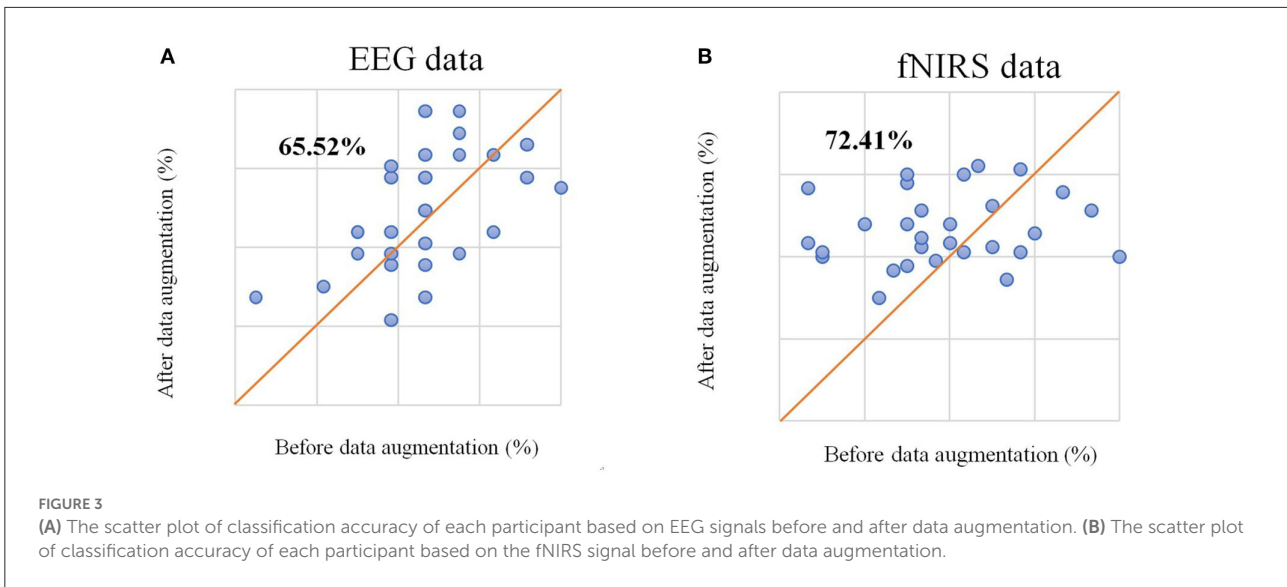 A
EEG data
65.52%
After data augmentation (%)
Before data augmentation (%)
B
fNIRS data
72.41%
After data augmentation (%)
Before data augmentation (%)
FIGURE 3
(A) The scatter plot of classification accuracy of each participant based on EEG signals before and after data augmentation. (B) The scatter plot
of classification accuracy of each participant based on the fNIRS signal before and after data augmentation.